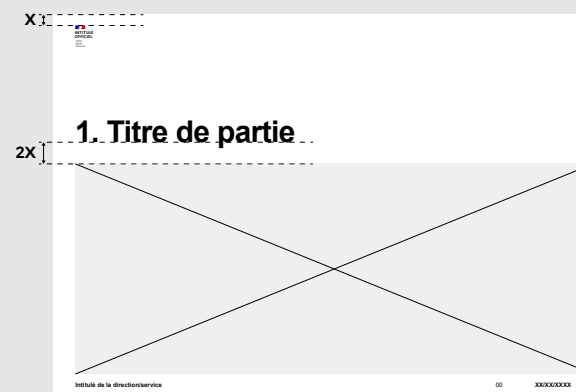 X
INTITULÉ
OFFICIEL
1. Titre de partie
2X
Intitulé de la direction/service 00 XX/XX/XXXX